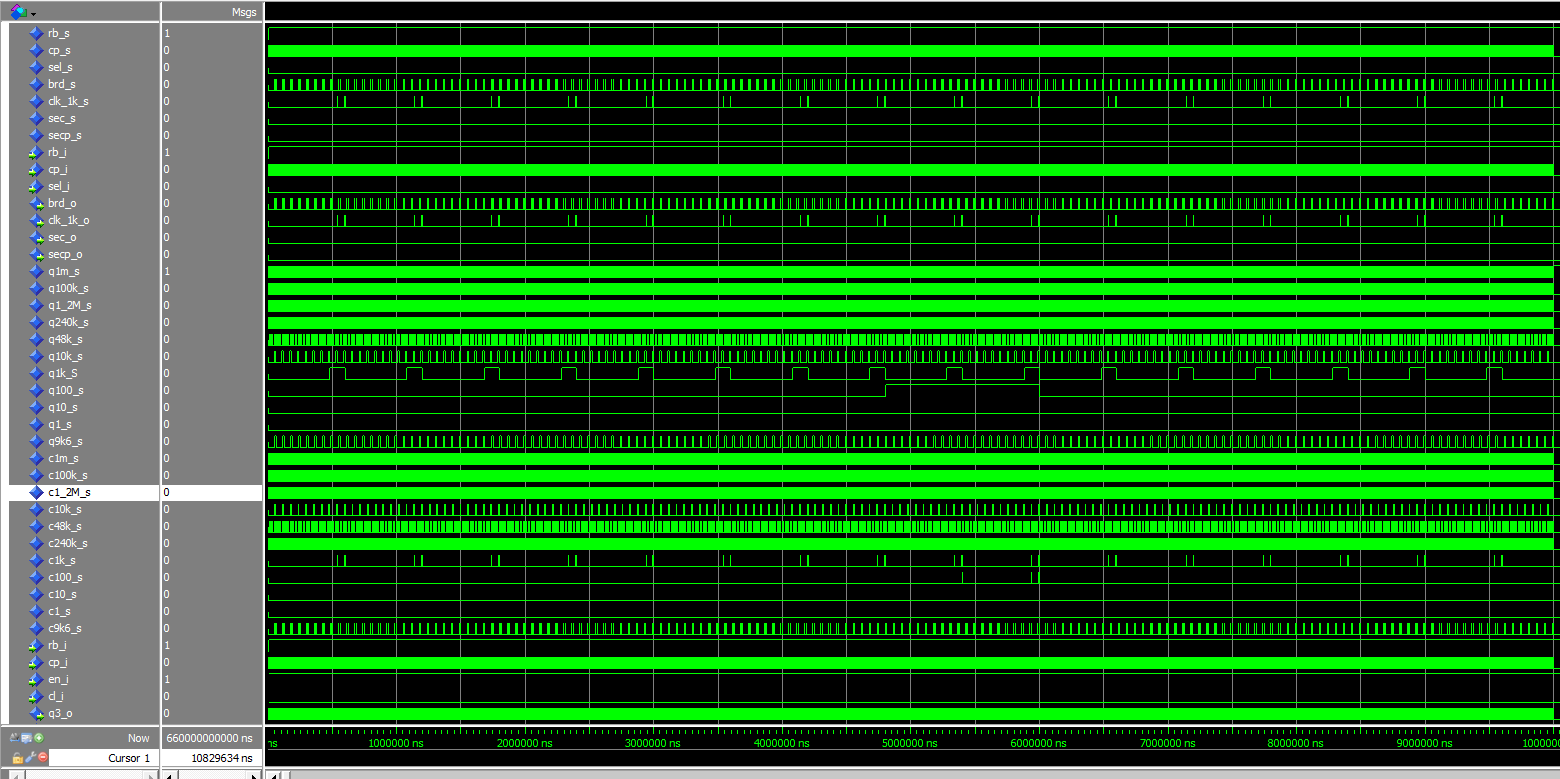 Msgs
rb_s 1
cp_s 0
sel_s 0
brd_s 0
clk_1k_s 0
sec_s 0
secp_s 0
rb_i 1
cp_i 0
sel_i 0
brd_o 0
clk_1k_o 0
sec_o 0
secp_o 0
q1m_s 1
q100k_s 0
q1_2M_s 0
q240k_s 0
q48k_s 0
q10k_s 0
q1k_S 0
q100_s 0
q10_s 0
q1_s 0
q9k6_s 0
c1m_s 0
c100k_s 0
c1_2M_s 0
c10k_s 0
c48k_s 0
c240k_s 0
c1k_s 0
c100_s 0
c10_s 0
c1_s 0
c9k6_s 0
rb_i 1
cp_i 0
en_i 1
cl_i 0
q3_o 0
Now 660000000000 ns ns 1000000 ns 2000000 ns 3000000 ns 4000000 ns 5000000 ns 6000000 ns 7000000 ns 8000000 ns 9000000 ns 1000000
Cursor 1 10829634 ns